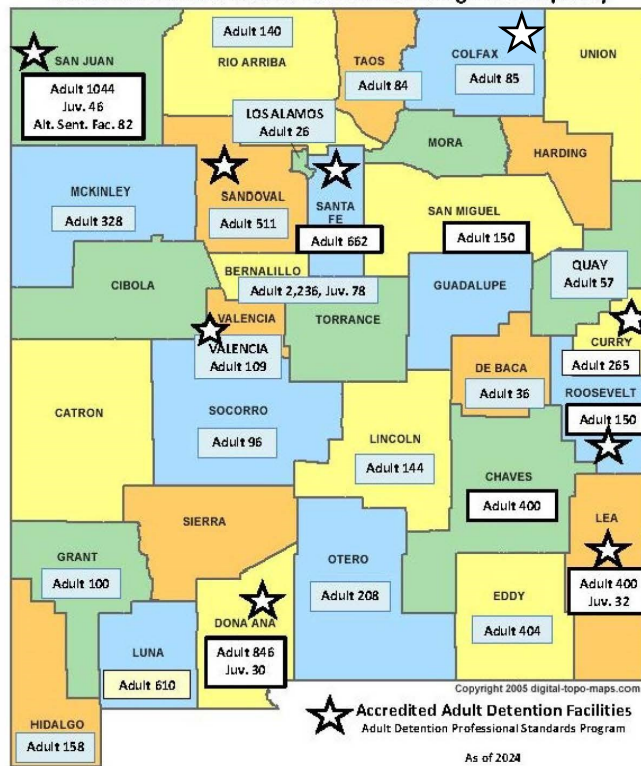 SAN JUAN
Adult 1044
Juv. 46
Alt. Sent. Fac. 82
Adult 140
RIO ARRIBA
TAOS
Adult 84
COLFAX
Adult 85
UNION
LOS ALAMOS
Adult 26
MORA
HARDING
MCKINLEY
Adult 328
SANDOVAL
Adult 511
SANTA
FE
Adult 662
SAN MIGUEL
Adult 150
QUAY
Adult 57
CIBOLA
BERNALILLO
Adult 2,236, Juv. 78
GUADALUPE
VALENCIA
VALENCIA
Adult 109
TORRANCE
CURRY
Adult 265
DE BACA
Adult 36
ROOSEVELT
Adult 150
CATRON
SOCORRO
Adult 96
LINCOLN
Adult 144
CHAVES
Adult 400
SIERRA
LEA
Adult 400
Juv. 32
GRANT
Adult 100
OTERO
Adult 208
EDDY
Adult 404
DONA ANA
Adult 846
Juv. 30
LUNA
Adult 610
HIDALGO
Adult 158
Copyright 2005 digital-topo-maps.com
Accredited Adult Detention Facilities
Adult Detention Professional Standards Program
As of 2024